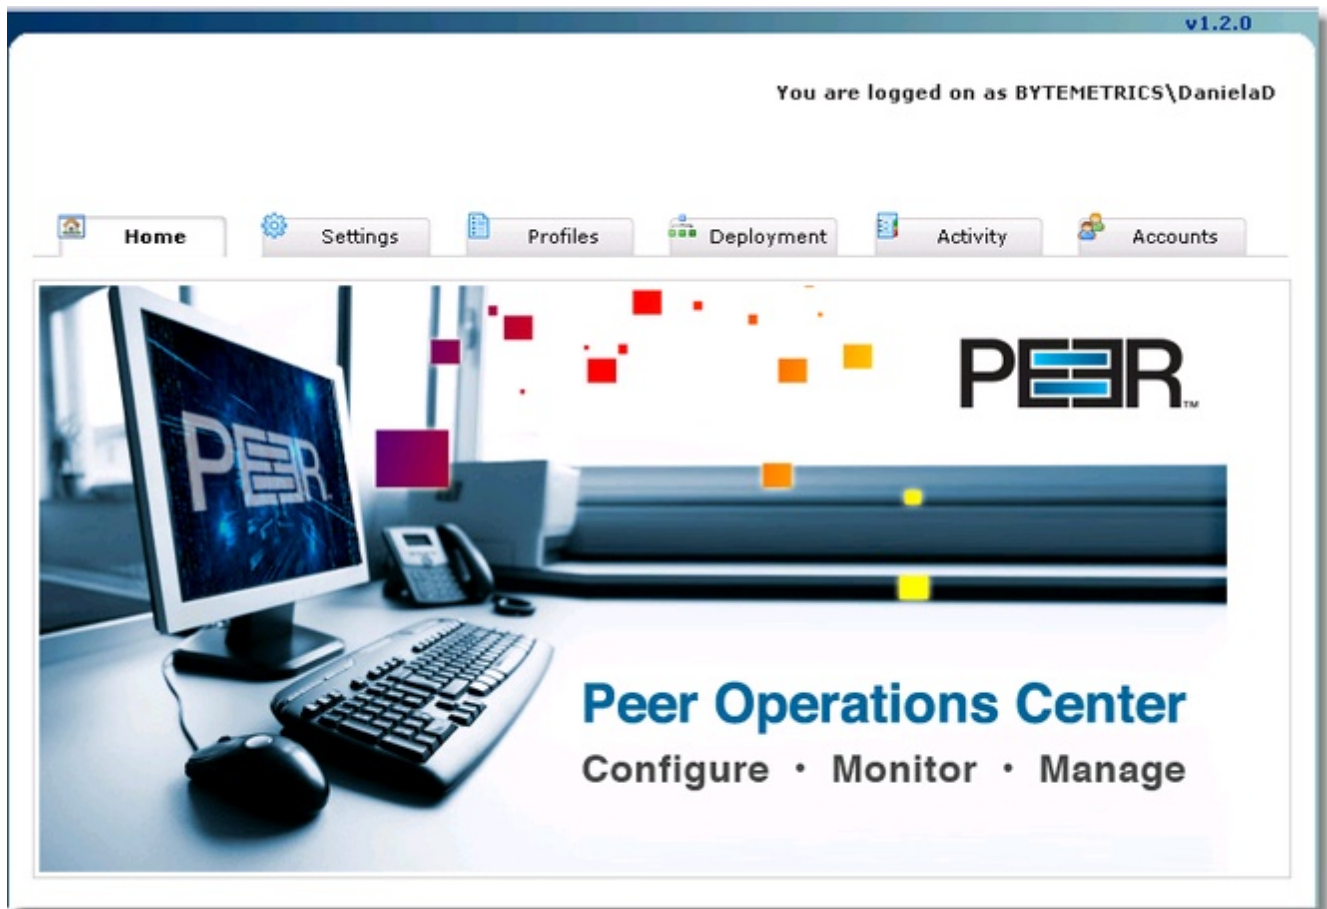 v1.2.0
You are logged on as BYTEMETRICS\DanielaD
Home Settings Profiles Deployment Activity Accounts
PEER™
PEER
Peer Operations Center
Configure · Monitor · Manage